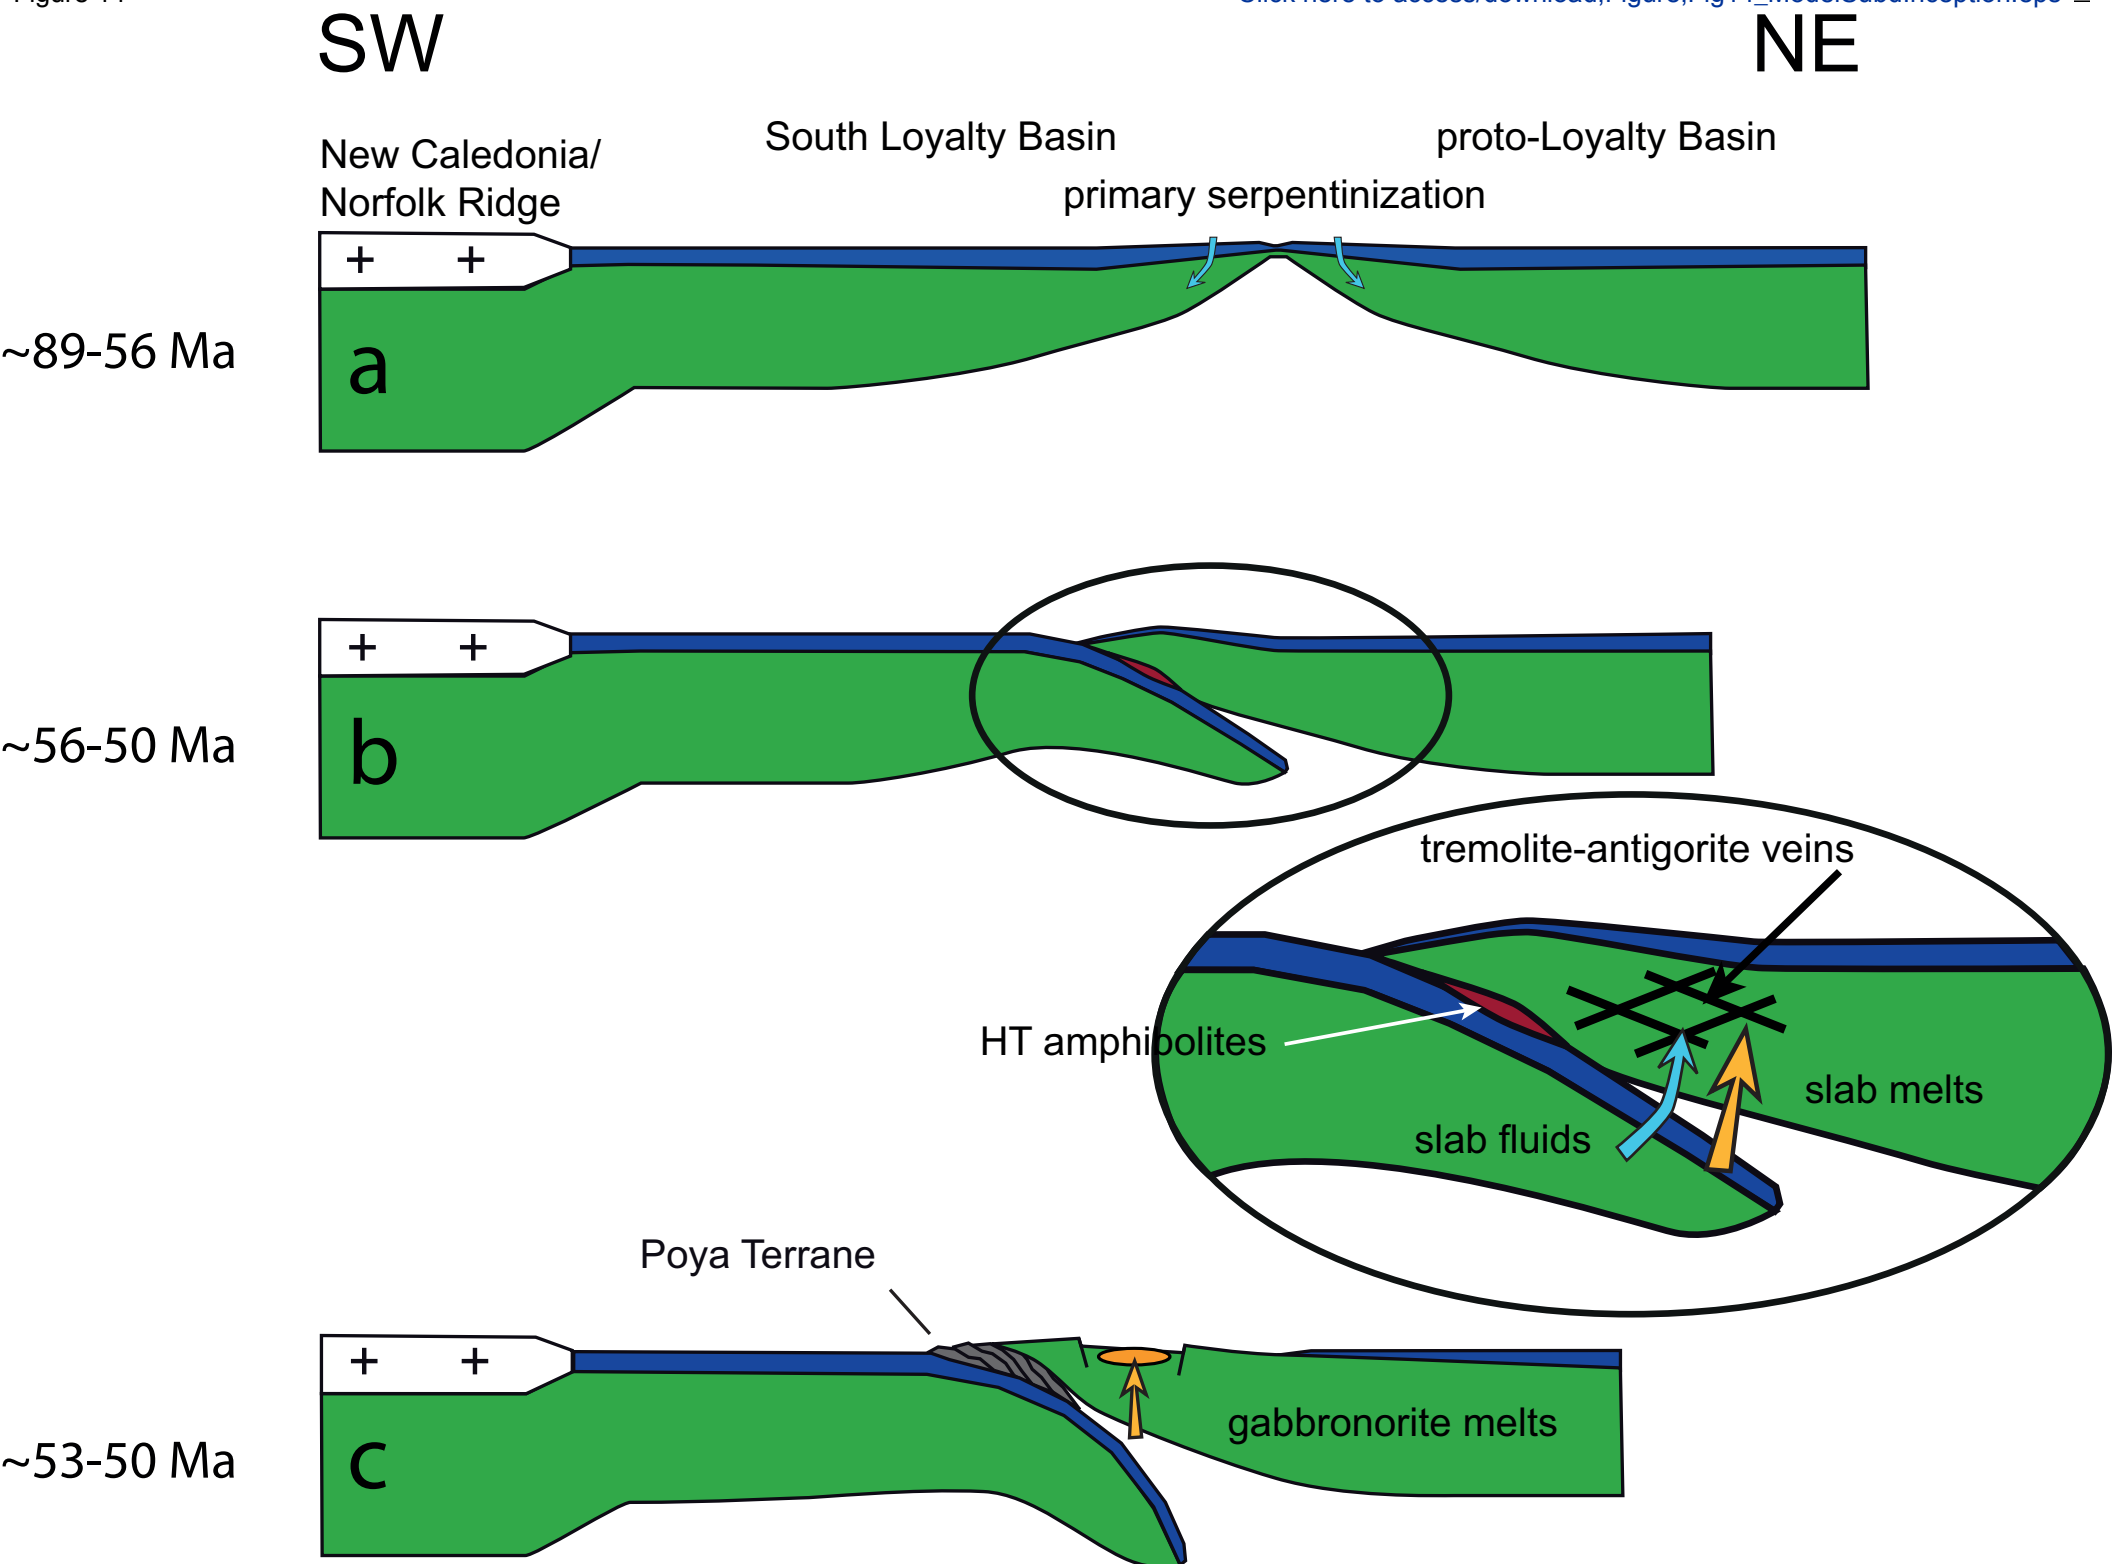 SW
NE
New Caledonia/
Norfolk Ridge
South Loyalty Basin
proto-Loyalty Basin
primary serpentinization
~89-56 Ma
a
~56-50 Ma
b
tremolite-antigorite veins
HT amphibolites
slab melts
slab fluids
Poya Terrane
~53-50 Ma
c
gabbronorite melts